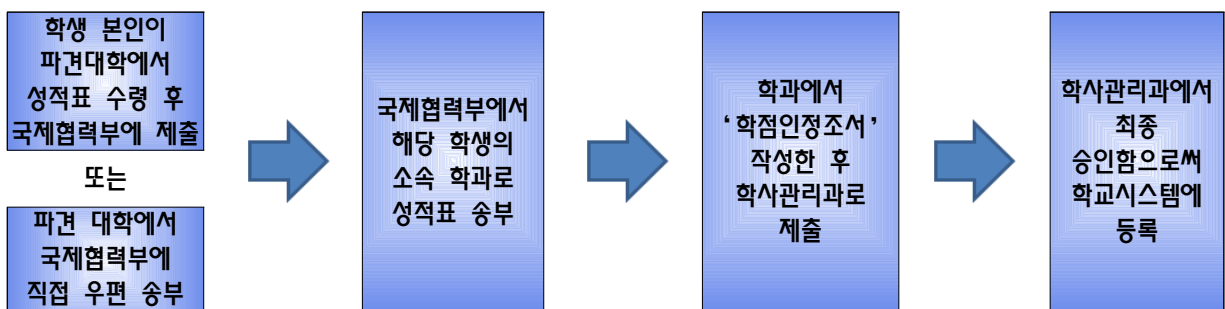 학생 본인이
파견대학에서
성적표 수령 후
국제협력부에 제출
또는
파견 대학에서
국제협력부에
직접 우편 송부
국제협력부에서
해당 학생의
소속 학과로
성적표 송부
학과에서
‘학점인정조서’
작성한 후
학사관리과로
제출
학사관리과에서
최종
승인함으로써
학교시스템에
등록